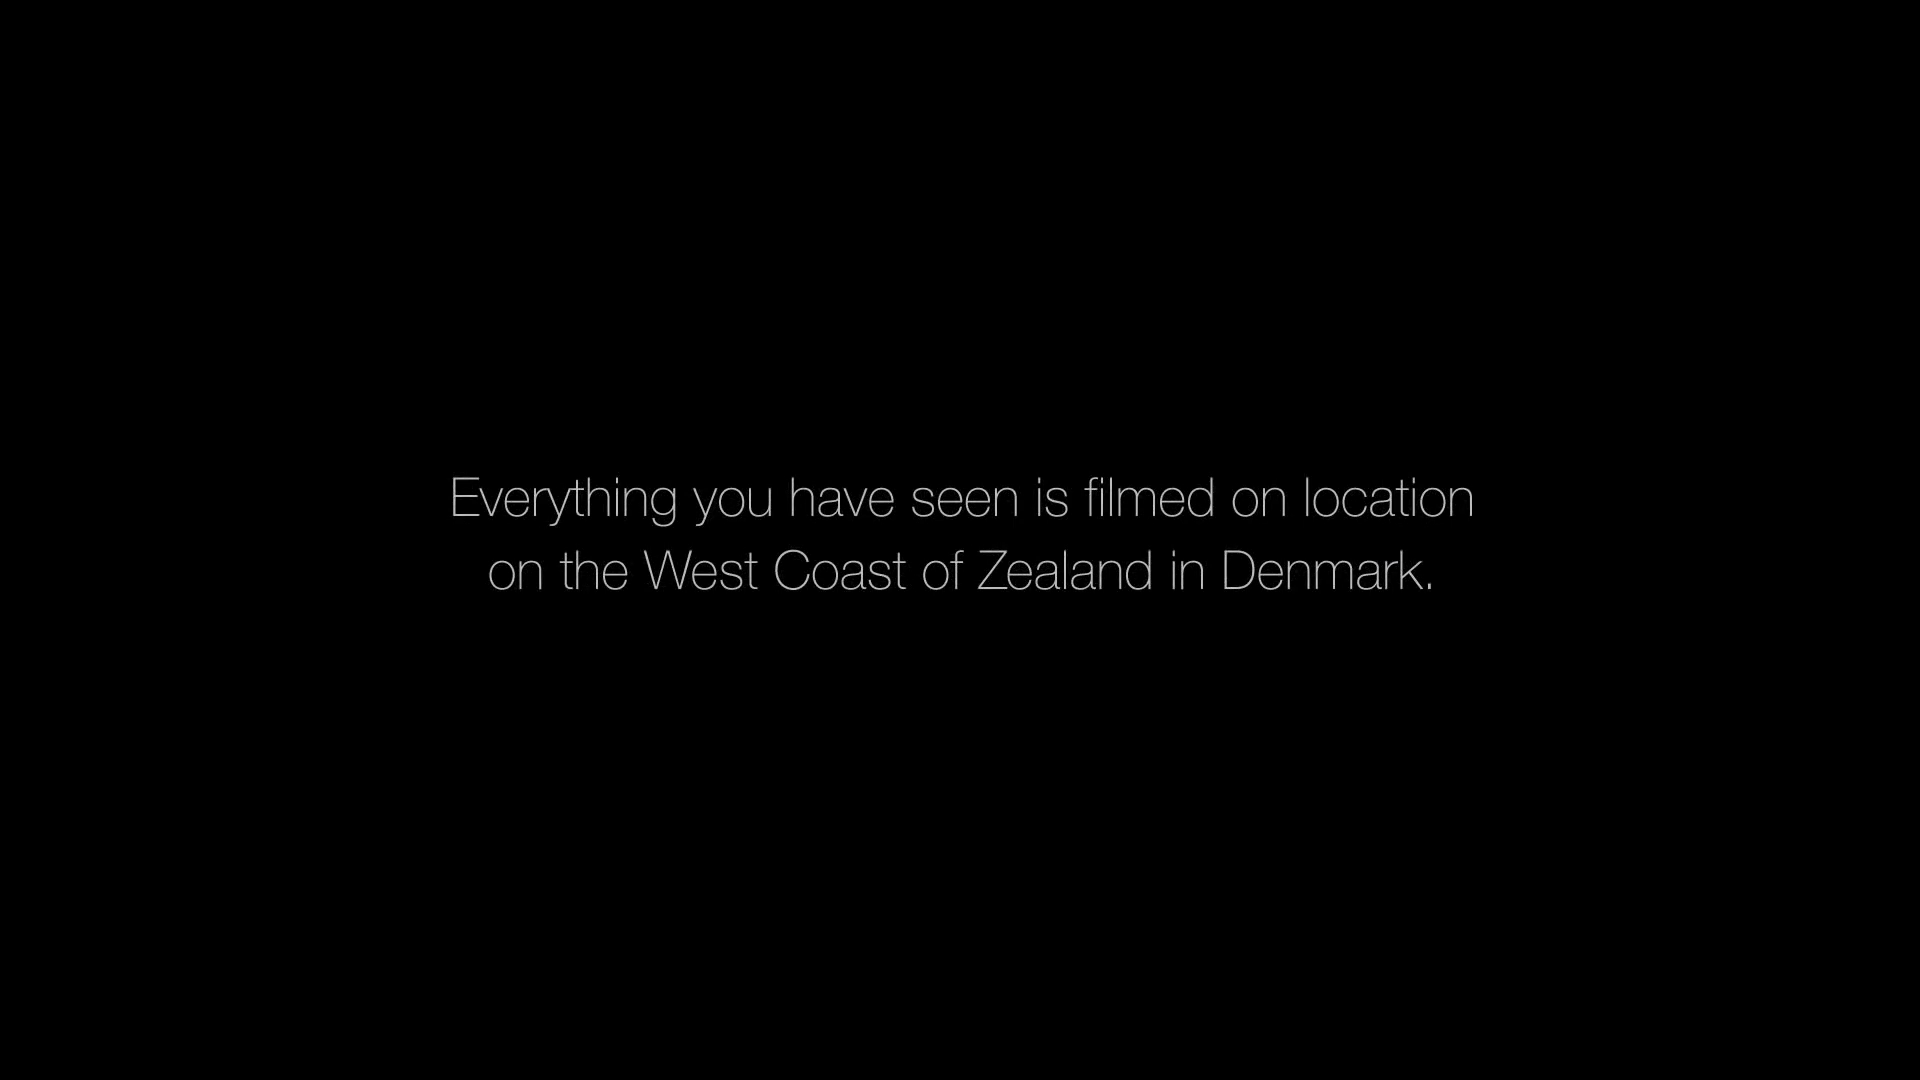 Everything you have seen is filmed on location
on the West Coast of Zealand in Denmark.